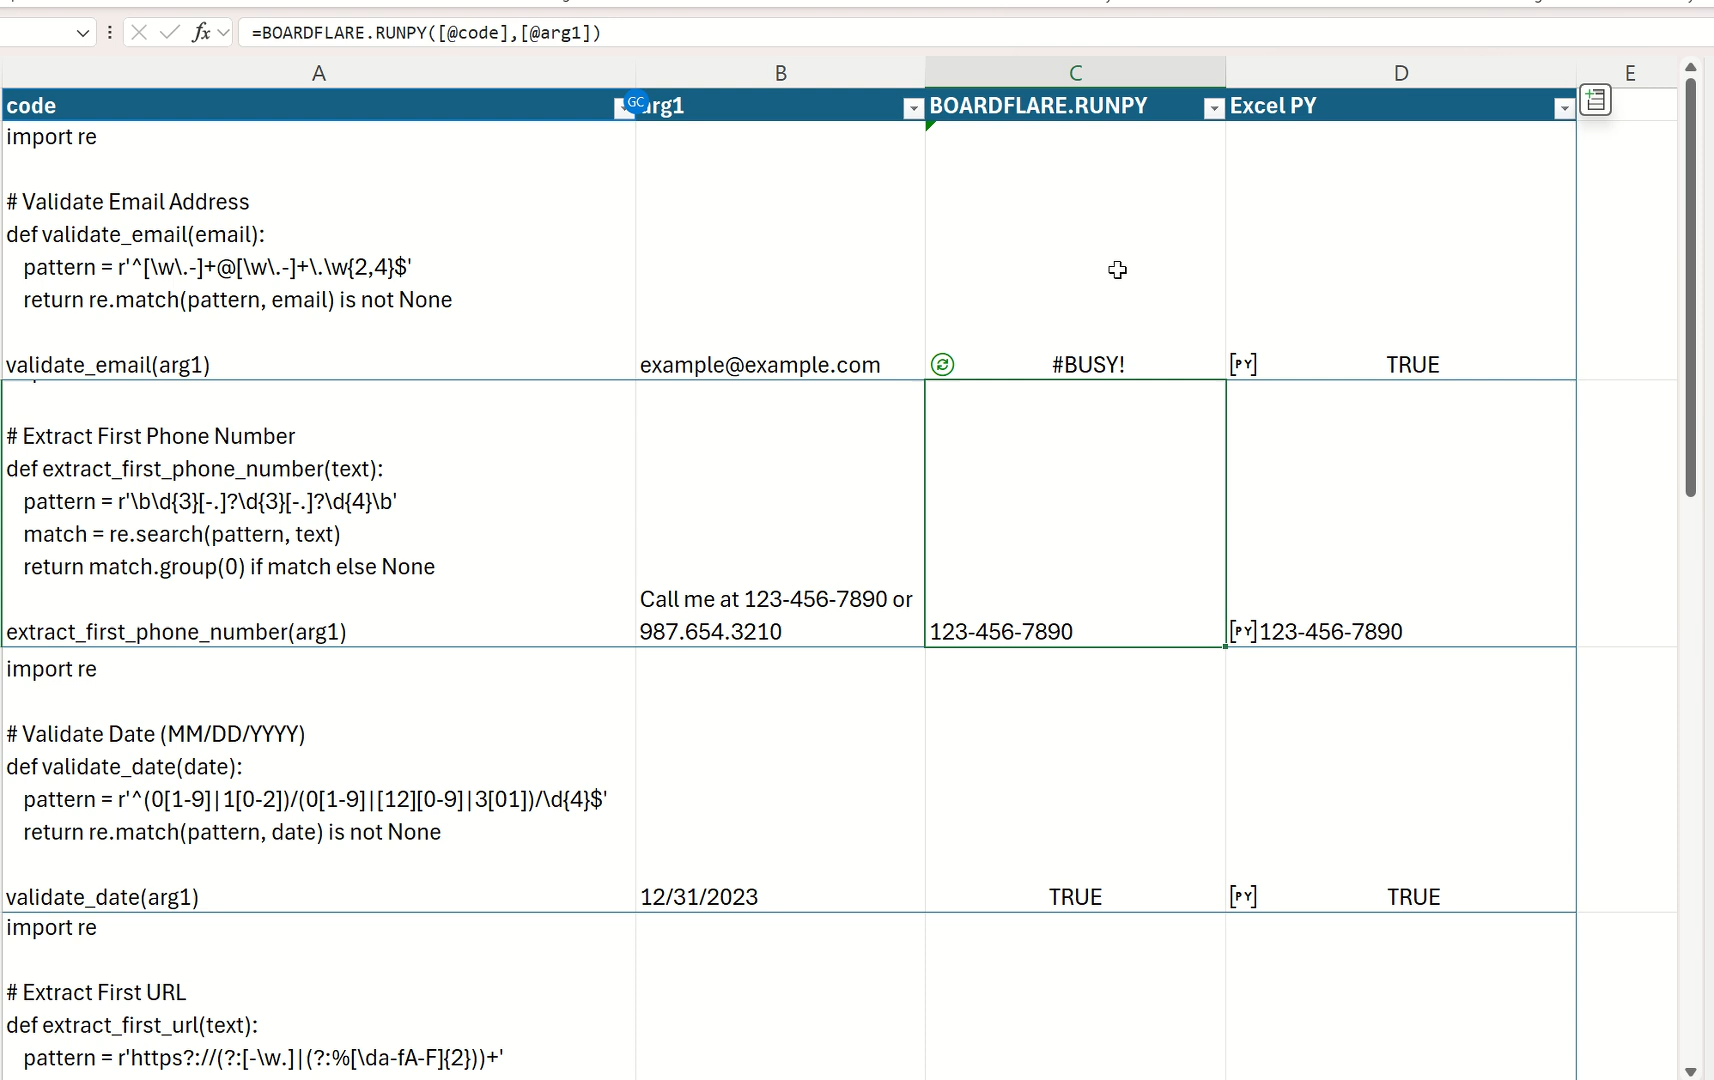 fx =BOARDFLARE.RUNPY([@code],[@arg1])
A B C D E
code GC arg1 BOARDFLARE.RUNPY Excel PY
import re
# Validate Email Address
def validate_email(email):
pattern = r'^[\w\.-]+@[\w\.-]+\.\w{2,4}$'
return re.match(pattern, email) is not None
validate_email(arg1) example@example.com #BUSY! [PY] TRUE
# Extract First Phone Number
def extract_first_phone_number(text):
pattern = r'\b\d{3}[-.]?\d{3}[-.]?\d{4}\b'
match = re.search(pattern, text)
return match.group(0) if match else None
Call me at 123-456-7890 or
extract_first_phone_number(arg1) 987.654.3210 123-456-7890 [PY] 123-456-7890
import re
# Validate Date (MM/DD/YYYY)
def validate_date(date):
pattern = r'^(0[1-9]|1[0-2])/(0[1-9]|[12][0-9]|3[01])/\d{4}$'
return re.match(pattern, date) is not None
validate_date(arg1) 12/31/2023 TRUE [PY] TRUE
import re
# Extract First URL
def extract_first_url(text):
pattern = r'https?://(?:[-\w.]|(?:%[\da-fA-F]{2}))+'